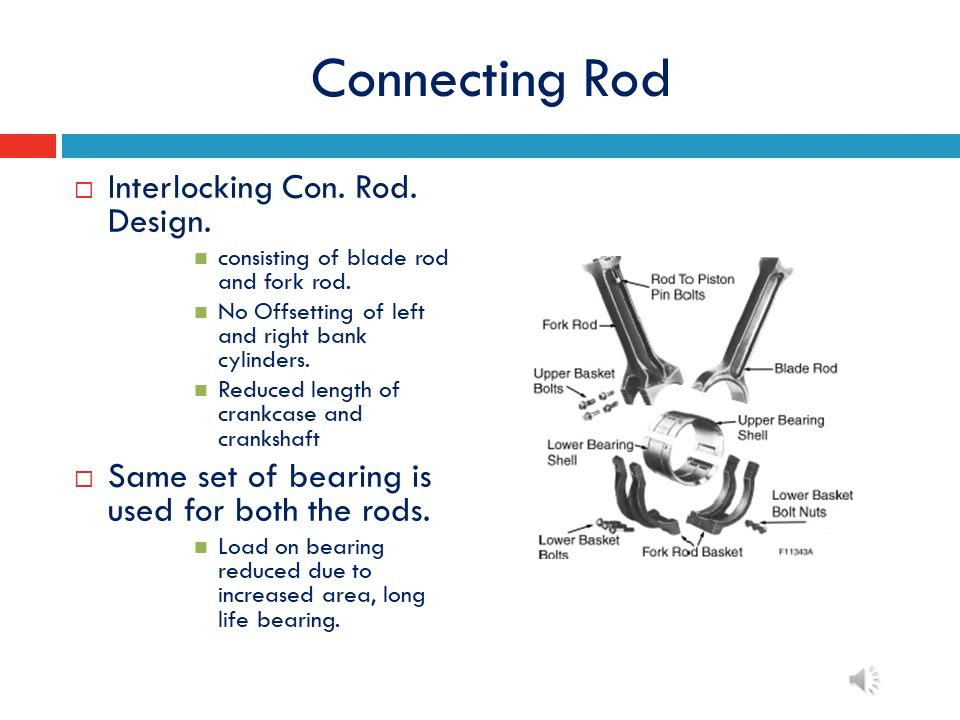 Connecting Rod
Interlocking Con. Rod.
Design.
consisting of blade rod
and fork rod.
No Offsetting of left
and right bank
cylinders.
Reduced length of
crankcase and
crankshaft
Same set of bearing is
used for both the rods.
Load on bearing
reduced due to
increased area, long
life bearing.
Rod To Piston
Pin Bolts
Fork Rod
Blade Rod
Upper Basket
Bolts
Upper Bearing
Shell
Lower Bearing
Shell
Lower Basket
Bolt Nuts
Lower Basket
Bolts
Fork Rod Basket
F11343A